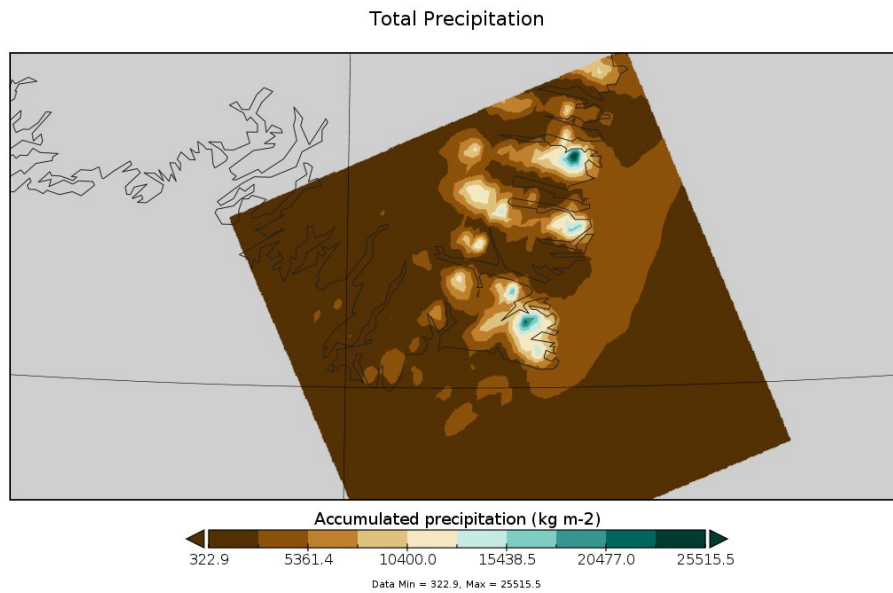 Total Precipitation
Accumulated precipitation (kg m-2)
322.9 5361.4 10400.0 15438.5 20477.0 25515.5
Data Min = 322.9, Max = 25515.5